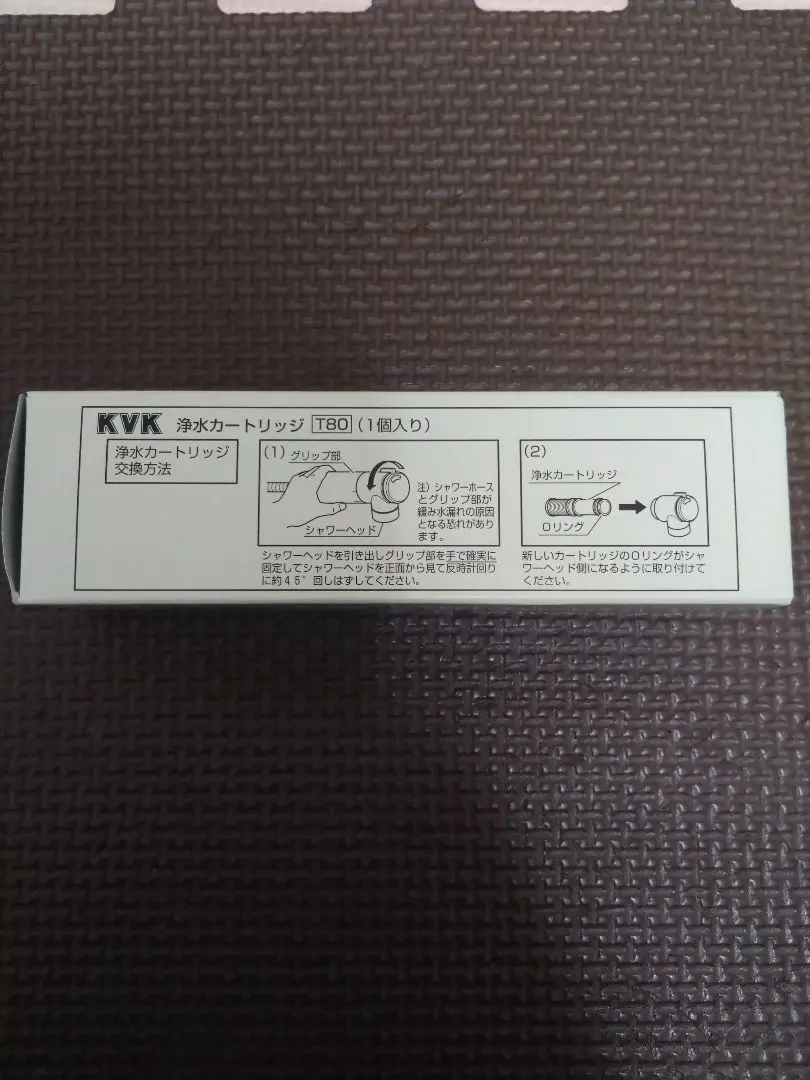 KVK 浄水カートリッジ T80 (1個入り)
浄水カートリッジ
交換方法
(1)
グリップ部
シャワーヘッド
注) シャワーホース
とグリップ部が
緩み水漏れの原因
となる恐れがあり
ます。
シャワーヘッドを引き出しグリップ部を手で確実に
固定してシャワーヘッドを正面から見て反時計回り
に約45°回しはずしてください。
(2)
浄水カートリッジ
Oリング
新しいカートリッジのOリングがシャ
ワーヘッド側になるように取り付けて
ください。